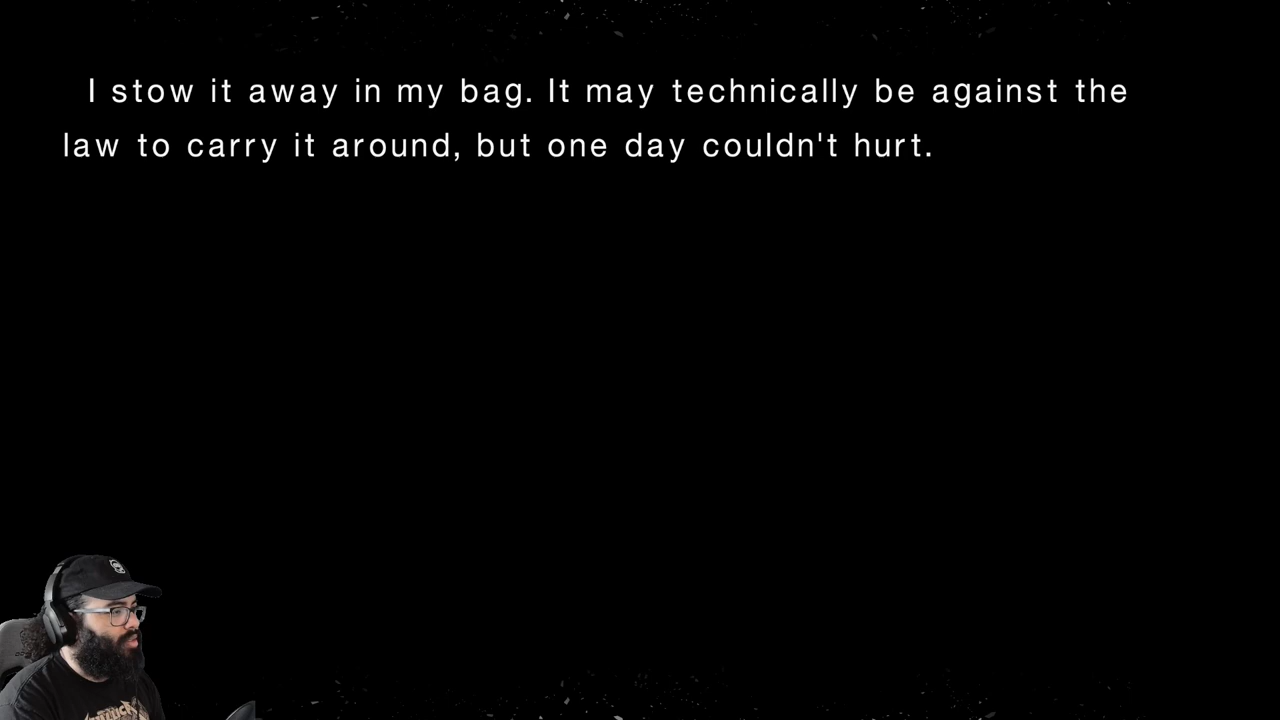 I stow it away in my bag. It may technically be against the
law to carry it around, but one day couldn't hurt.